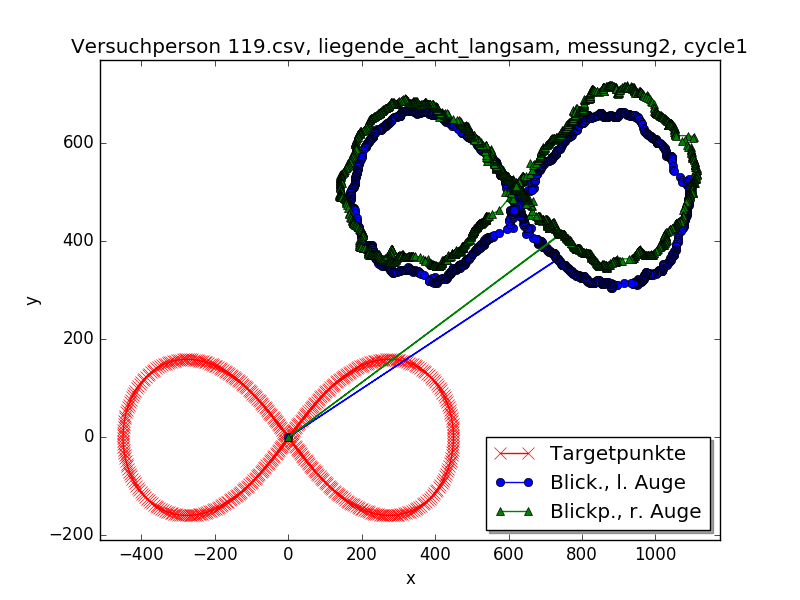 Versuchperson 119.csv, liegende_acht_langsam, messung2, cycle1
600
400
200
0
−200
y
−400
−200
0
200
400
600
800
1000
x
Targetpunkte
Blick., l. Auge
Blickp., r. Auge